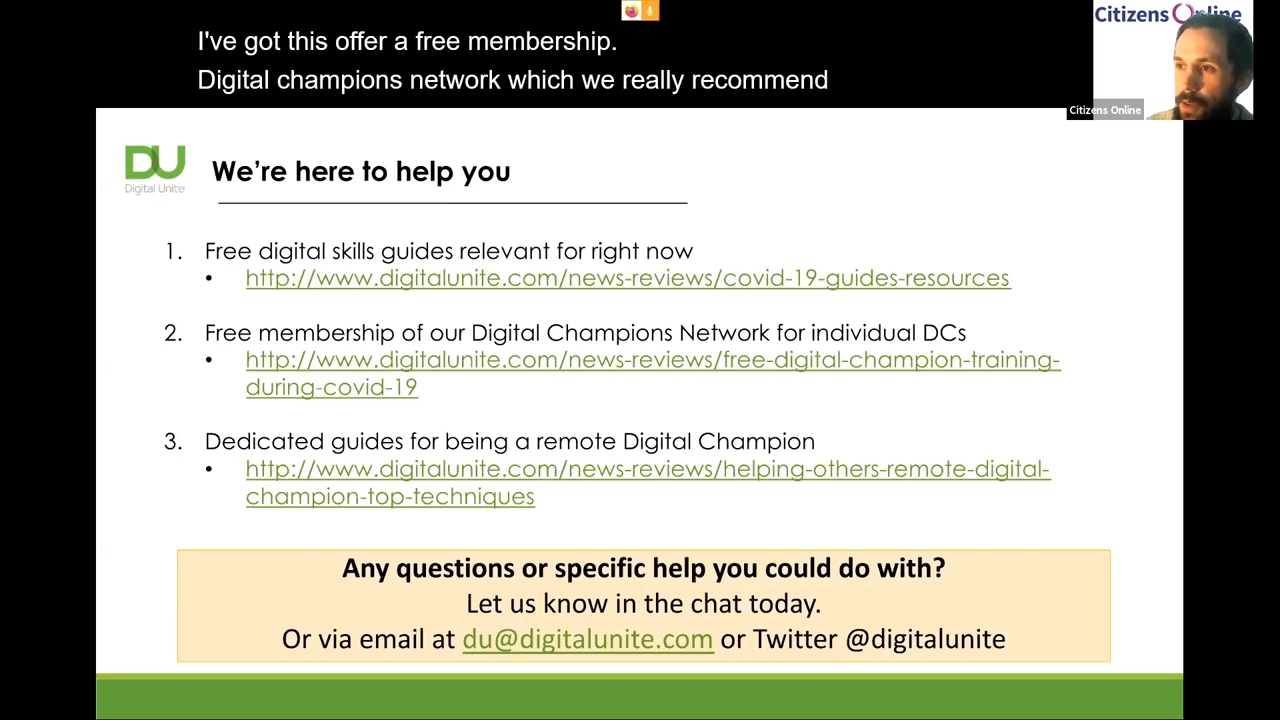 I've got this offer a free membership.
Digital champions network which we really recommend
Citizens Online
Citizens Online
DU
Digital Unite
We're here to help you
1. Free digital skills guides relevant for right now
• http://www.digitalunite.com/news-reviews/covid-19-guides-resources
2. Free membership of our Digital Champions Network for individual DCs
• http://www.digitalunite.com/news-reviews/free-digital-champion-training-
during-covid-19
3. Dedicated guides for being a remote Digital Champion
• http://www.digitalunite.com/news-reviews/helping-others-remote-digital-
champion-top-techniques
Any questions or specific help you could do with?
Let us know in the chat today.
Or via email at du@digitalunite.com or Twitter @digitalunite